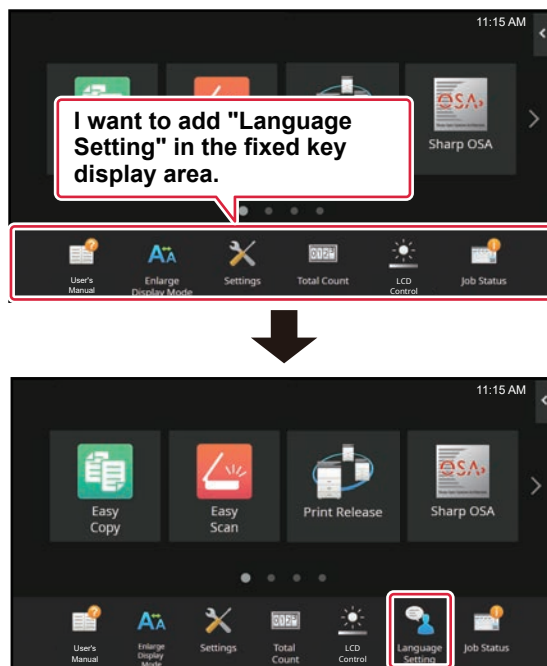 11:15 AM
I want to add "Language
Setting" in the fixed key
display area.
OSA
Sharp OSA
User's
Manual
Enlarge
Display Mode
Settings
Total Count
LCD
Control
Job Status
11:15 AM
Easy
Copy
Easy
Scan
Print Release
OSA
Sharp OSA
User's
Manual
Enlarge
Display
Mode
Settings
Total
Count
LCD
Control
Language
Setting
Job Status